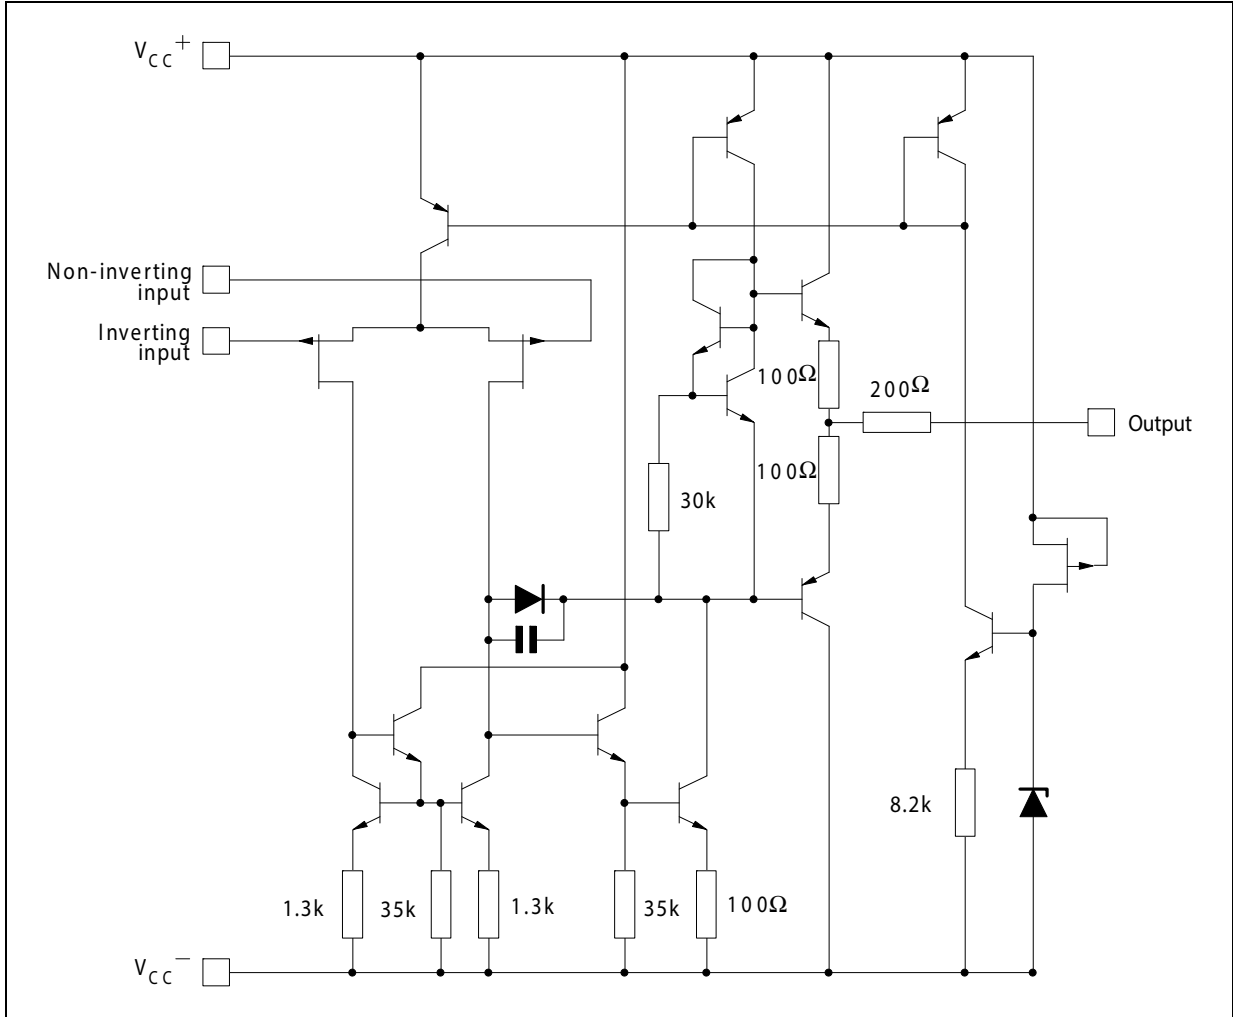 VCC+
Non-inverting
input
Inverting
input
100Ω
200Ω
Output
100Ω
30k
8.2k
1.3k
35k
1.3k
35k
100Ω
VCC−